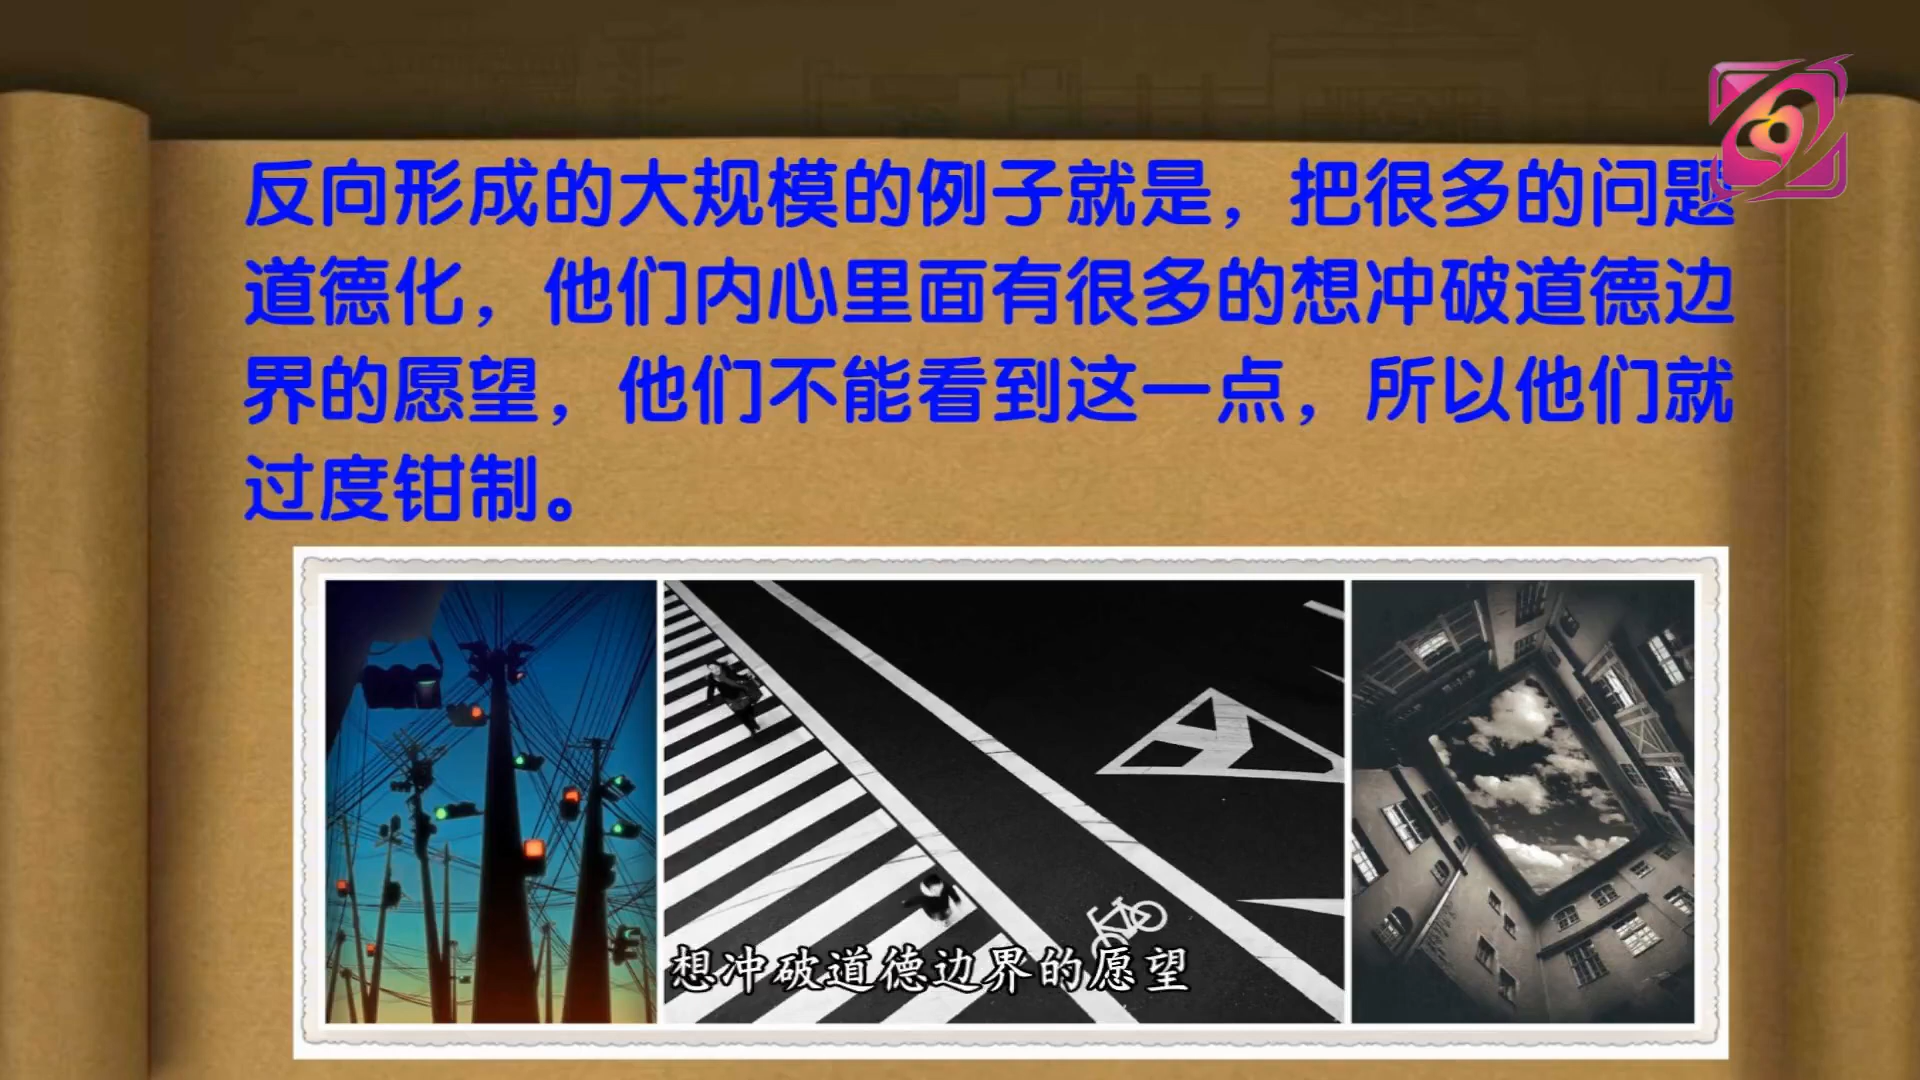 反向形成的大规模的例子就是，把很多的问题
道德化，他们内心里面有很多的想冲破道德边
界的愿望，他们不能看到这一点，所以他们就
过度钳制。
想冲破道德边界的愿望